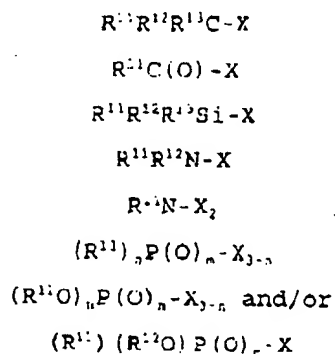 R¹¹R¹²R¹³C-X
R¹¹C(O)-X
R¹¹R¹²R¹³Si-X
R¹¹R¹²N-X
R¹¹N-X₂
(R¹¹)ₙP(O)ₘ-X₃₋ₙ
(R¹¹O)ₙP(O)ₘ-X₃₋ₙ and/or
(R¹¹)(R¹²O)P(O)ₘ-X